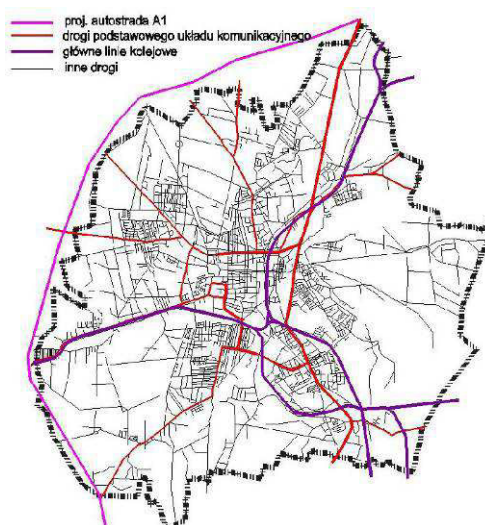 proj. autostrada A1
drogi podstawowego układu komunikacyjnego
główne linie kolejowe
inne drogi